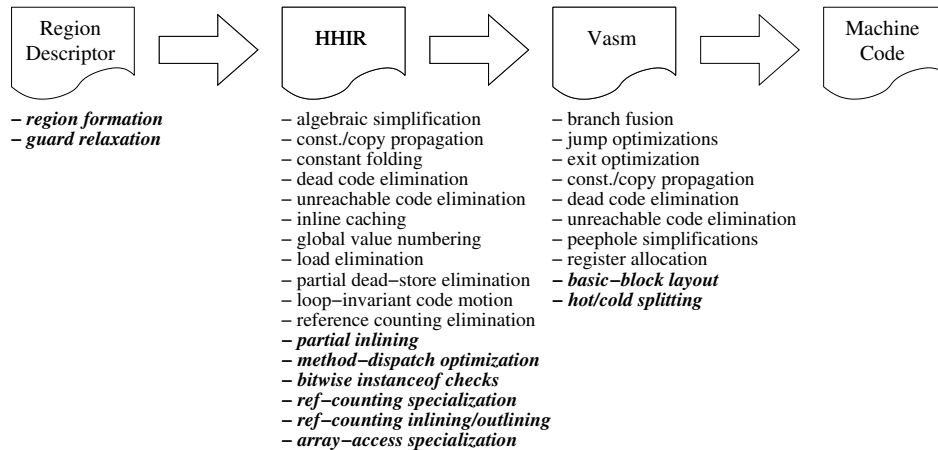 Region
Descriptor
HHIR
Vasm
Machine
Code
– region formation
– guard relaxation
– algebraic simplification
– const./copy propagation
– constant folding
– dead code elimination
– unreachable code elimination
– inline caching
– global value numbering
– load elimination
– partial dead–store elimination
– loop–invariant code motion
– reference counting elimination
– partial inlining
– method–dispatch optimization
– bitwise instanceof checks
– ref–counting specialization
– ref–counting inlining/outlining
– array–access specialization
– branch fusion
– jump optimizations
– exit optimization
– const./copy propagation
– dead code elimination
– unreachable code elimination
– peephole simplifications
– register allocation
– basic–block layout
– hot/cold splitting